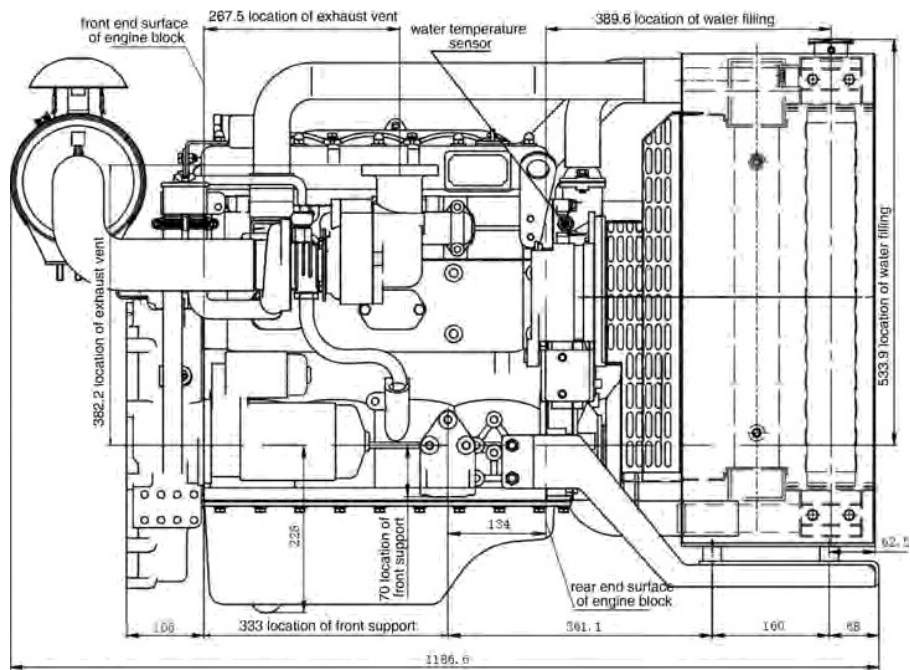 267.5 location of exhaust vent
389.6 location of water filling
front end surface
of engine block
water temperature
sensor
382.2 location of exhaust vent
533.9 location of water filling
228
70 location of
front support
134
62.5
rear end surface
of engine block
333 location of front support
361.1
160
68
1186.6